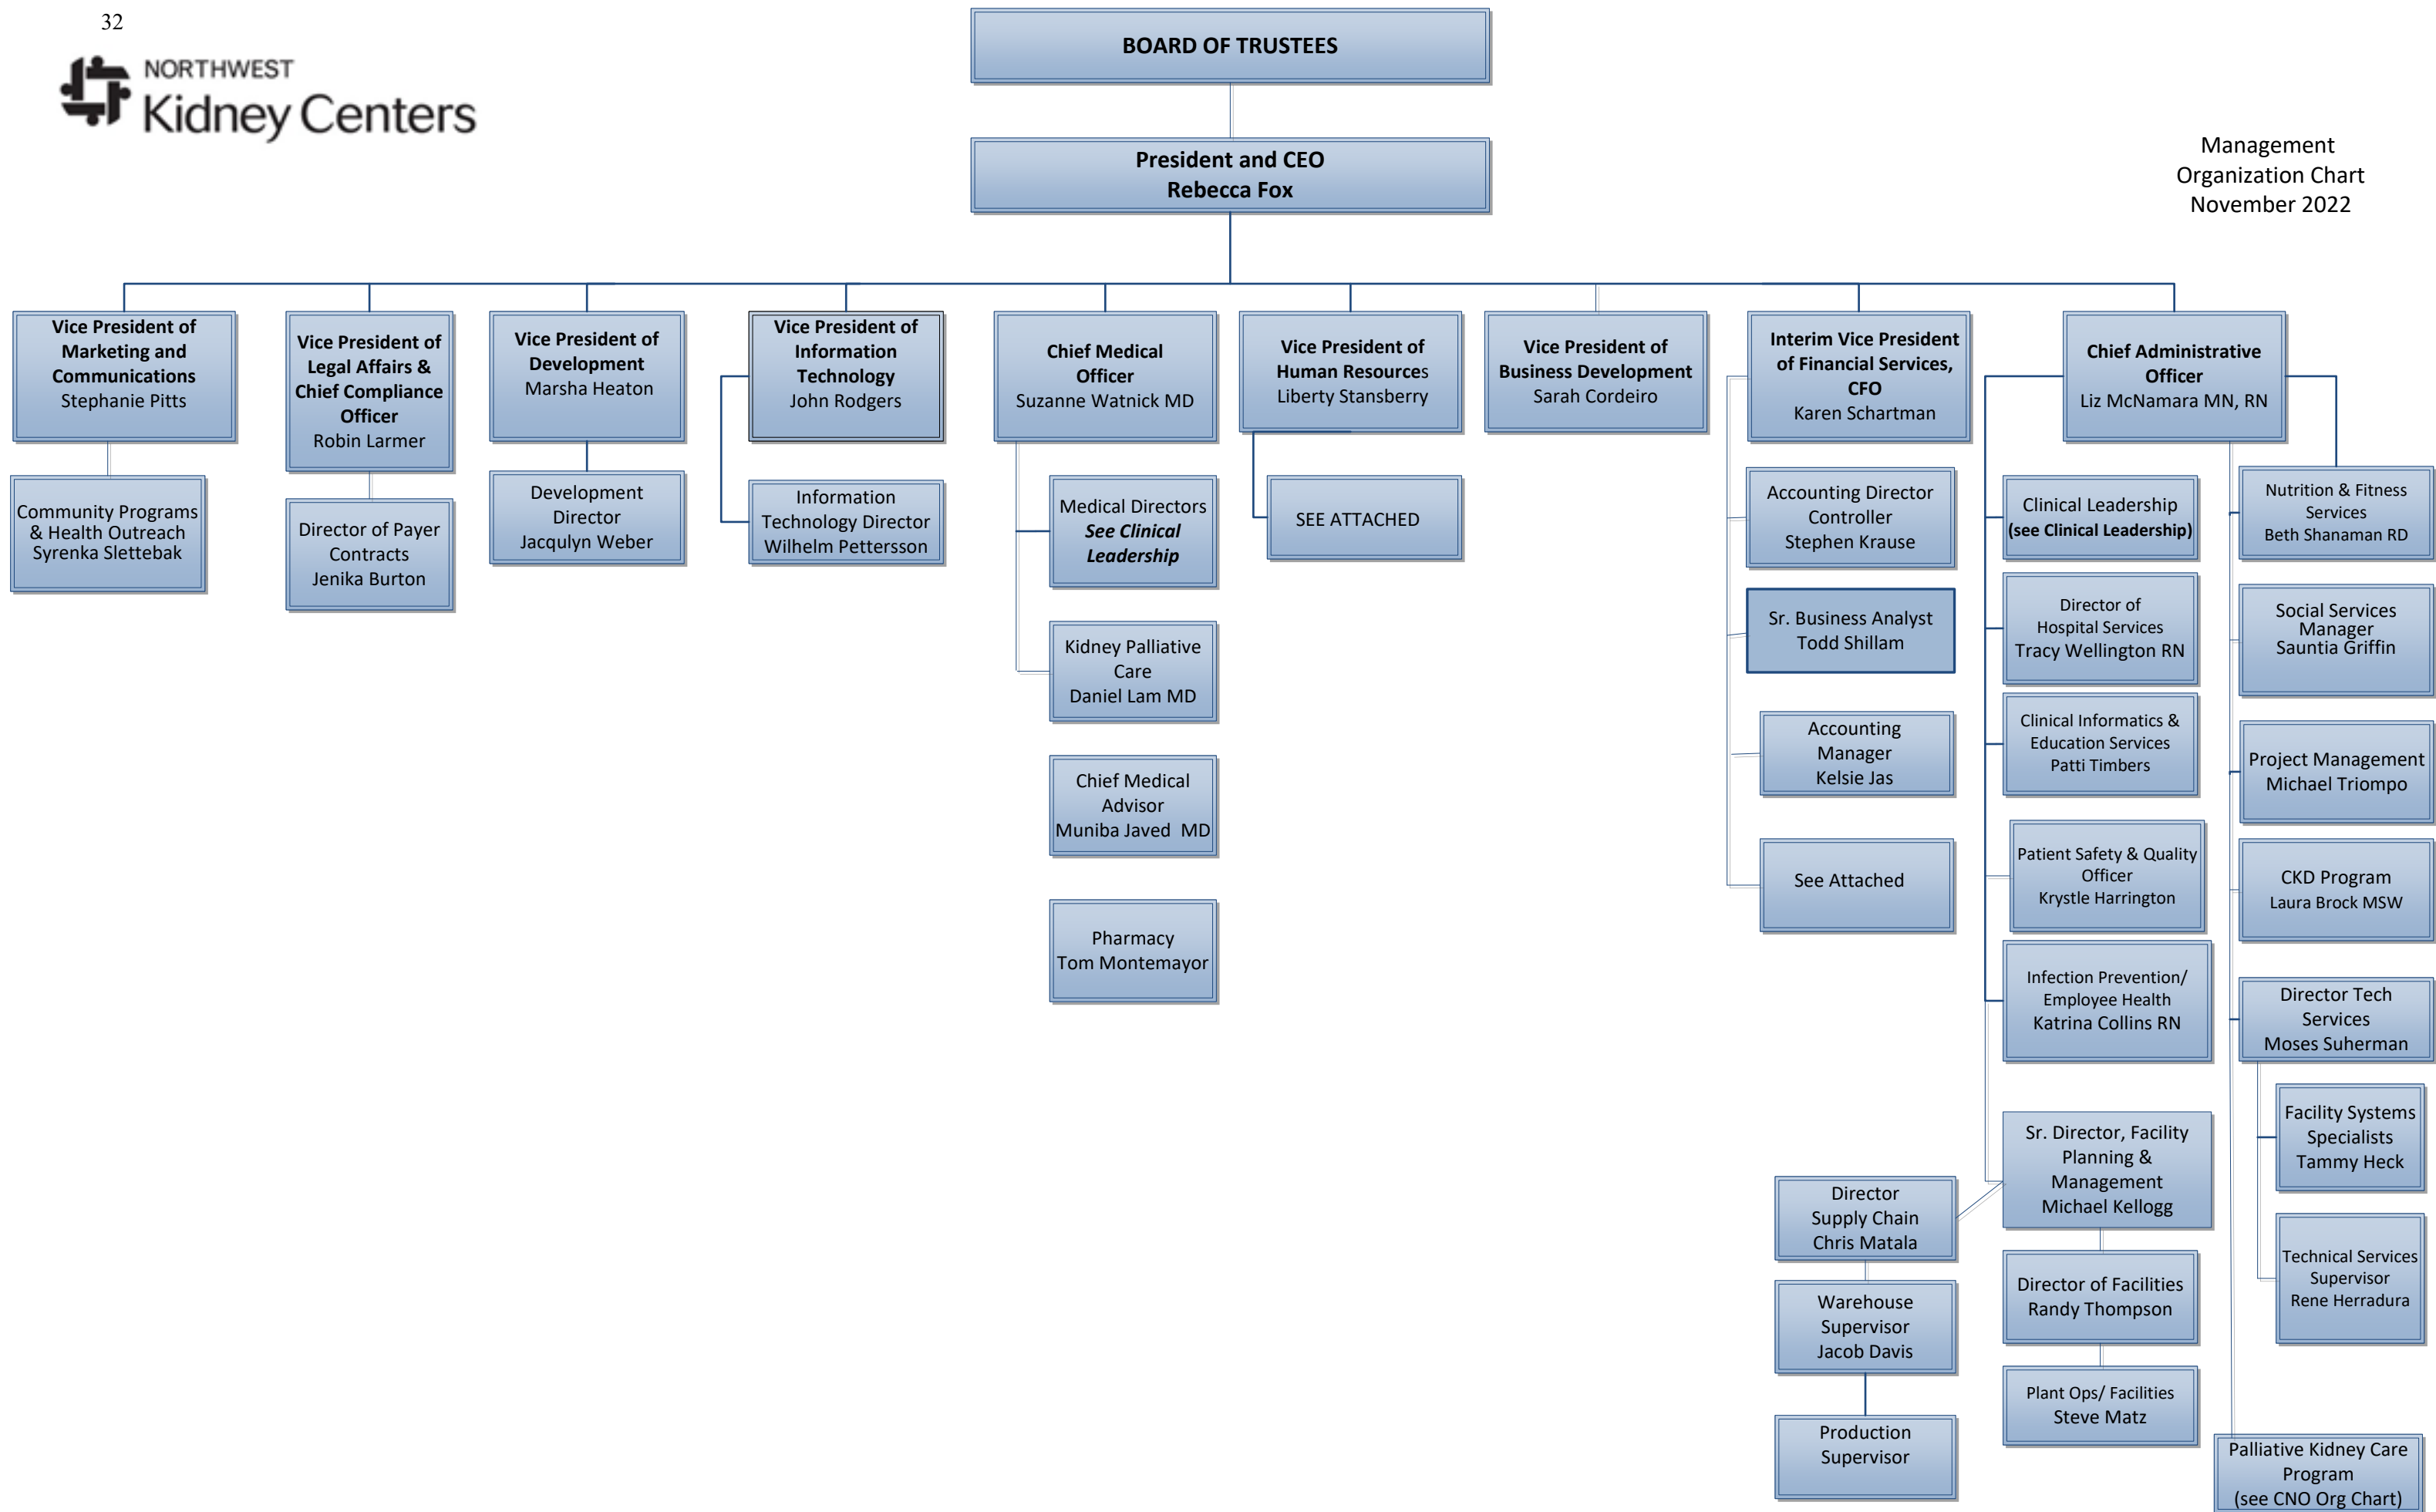 32
NORTHWEST
Kidney Centers
BOARD OF TRUSTEES
President and CEO
Rebecca Fox
Management
Organization Chart
November 2022
Vice President of
Marketing and
Communications
Stephanie Pitts
Vice President of
Legal Affairs &
Chief Compliance
Officer
Robin Larmer
Vice President of
Development
Marsha Heaton
Vice President of
Information
Technology
John Rodgers
Chief Medical
Officer
Suzanne Watnick MD
Vice President of
Human Resources
Liberty Stansberry
Vice President of
Business Development
Sarah Cordeiro
Interim Vice President
of Financial Services,
CFO
Karen Schartman
Chief Administrative
Officer
Liz McNamara MN, RN
Community Programs
& Health Outreach
Syrenka Slettebak
Director of Payer
Contracts
Jenika Burton
Development
Director
Jacqulyn Weber
Information
Technology Director
Wilhelm Pettersson
Medical Directors
See Clinical
Leadership
Kidney Palliative
Care
Daniel Lam MD
Chief Medical
Advisor
Muniba Javed  MD
Pharmacy
Tom Montemayor
SEE ATTACHED
Accounting Director
Controller
Stephen Krause
Sr. Business Analyst
Todd Shillam
Accounting
Manager
Kelsie Jas
See Attached
Clinical Leadership
(see Clinical Leadership)
Director of
Hospital Services
Tracy Wellington RN
Clinical Informatics &
Education Services
Patti Timbers
Patient Safety & Quality
Officer
Krystle Harrington
Infection Prevention/
Employee Health
Katrina Collins RN
Sr. Director, Facility
Planning &
Management
Michael Kellogg
Director
Supply Chain
Chris Matala
Warehouse
Supervisor
Jacob Davis
Production
Supervisor
Director of Facilities
Randy Thompson
Plant Ops/ Facilities
Steve Matz
Nutrition & Fitness
Services
Beth Shanaman RD
Social Services
Manager
Sauntia Griffin
Project Management
Michael Triompo
CKD Program
Laura Brock MSW
Director Tech
Services
Moses Suherman
Facility Systems
Specialists
Tammy Heck
Technical Services
Supervisor
Rene Herradura
Palliative Kidney Care
Program
(see CNO Org Chart)